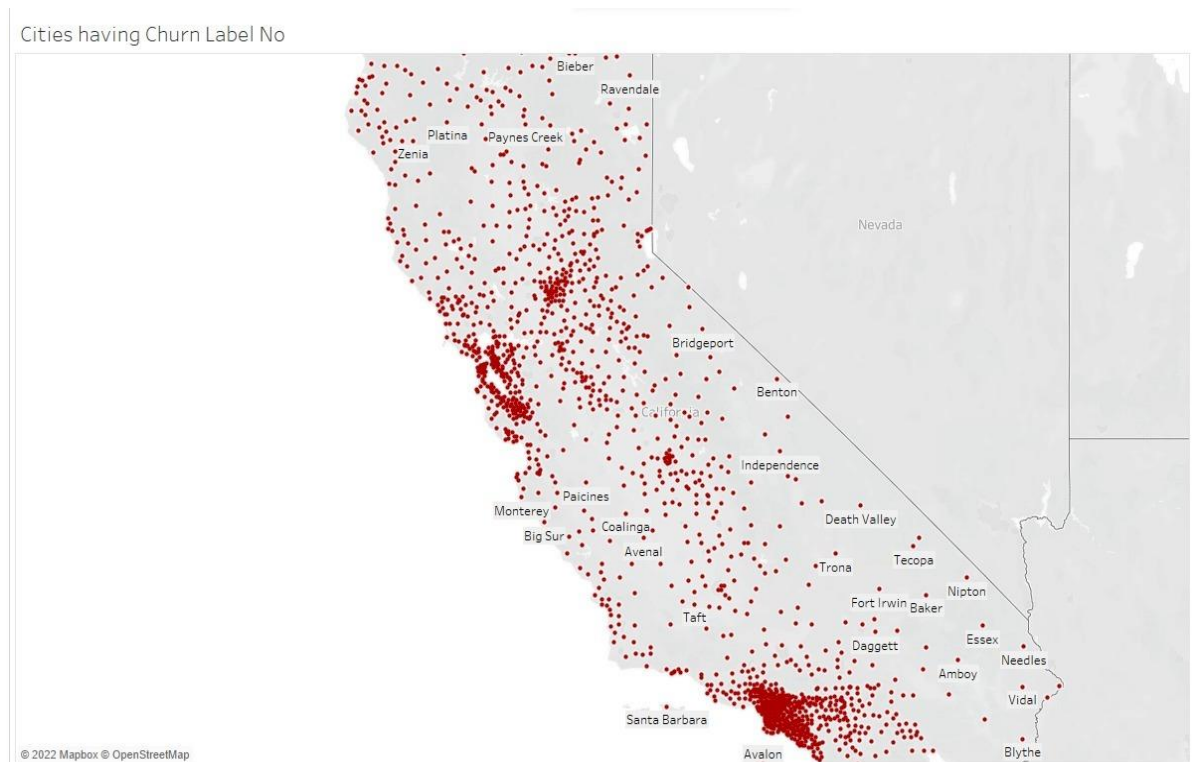 Cities having Churn Label No
Bieber
Ravendale
Platina
Paynes Creek
Zenia
Nevada
Bridgeport
Benton
California
Independence
Paicines
Monterey
Death Valley
Coalinga
Big Sur
Avenal
Tecopa
Trona
Nipton
Fort Irwin
Baker
Taft
Essex
Daggett
Needles
Amboy
Vidal
Santa Barbara
Blythe
Avalon
© 2022 Mapbox © OpenStreetMap